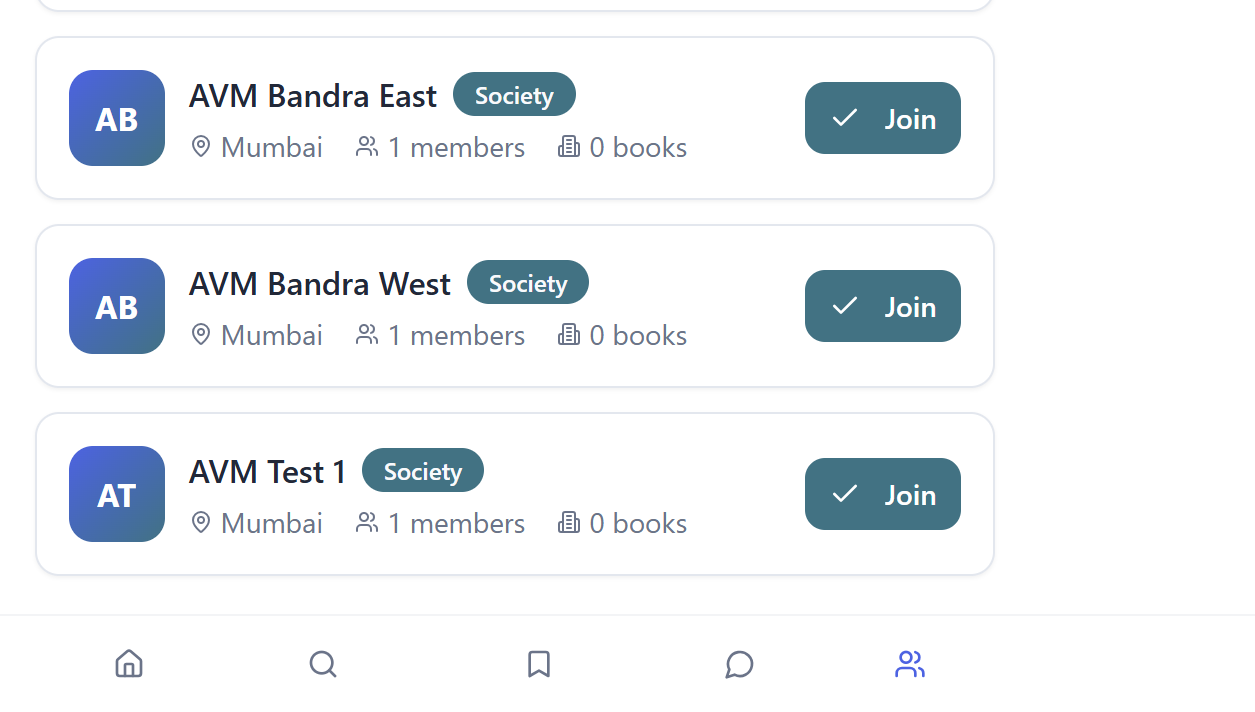 AB
AVM Bandra East Society
Mumbai 1 members 0 books
Join
AB
AVM Bandra West Society
Mumbai 1 members 0 books
Join
AT
AVM Test 1 Society
Mumbai 1 members 0 books
Join